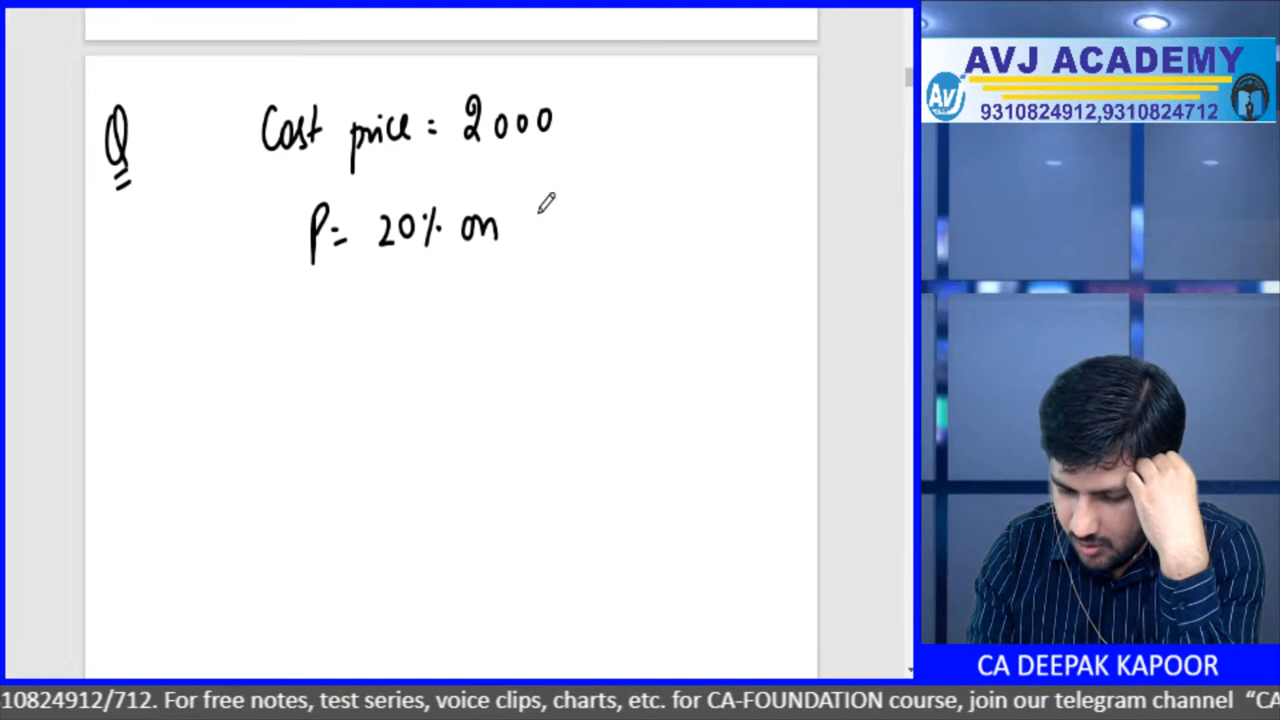 AVJ ACADEMY
Av
9310824912,9310824712
Q Cost price = 2000
P= 20% on
CA DEEPAK KAPOOR
10824912/712. For free notes, test series, voice clips, charts, etc. for CA-FOUNDATION course, join our telegram channel “CA